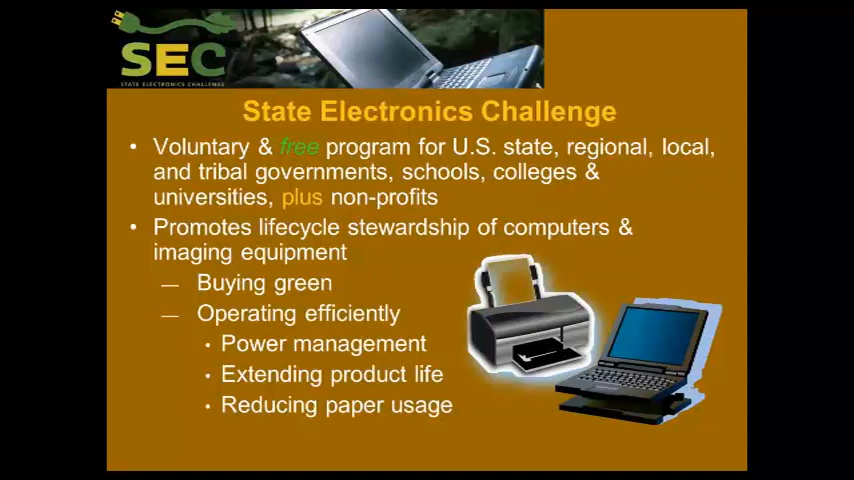 SEC
STATE ELECTRONICS CHALLENGE
State Electronics Challenge
• Voluntary & free program for U.S. state, regional, local,
and tribal governments, schools, colleges &
universities, plus non-profits
• Promotes lifecycle stewardship of computers &
imaging equipment
— Buying green
— Operating efficiently
• Power management
• Extending product life
• Reducing paper usage